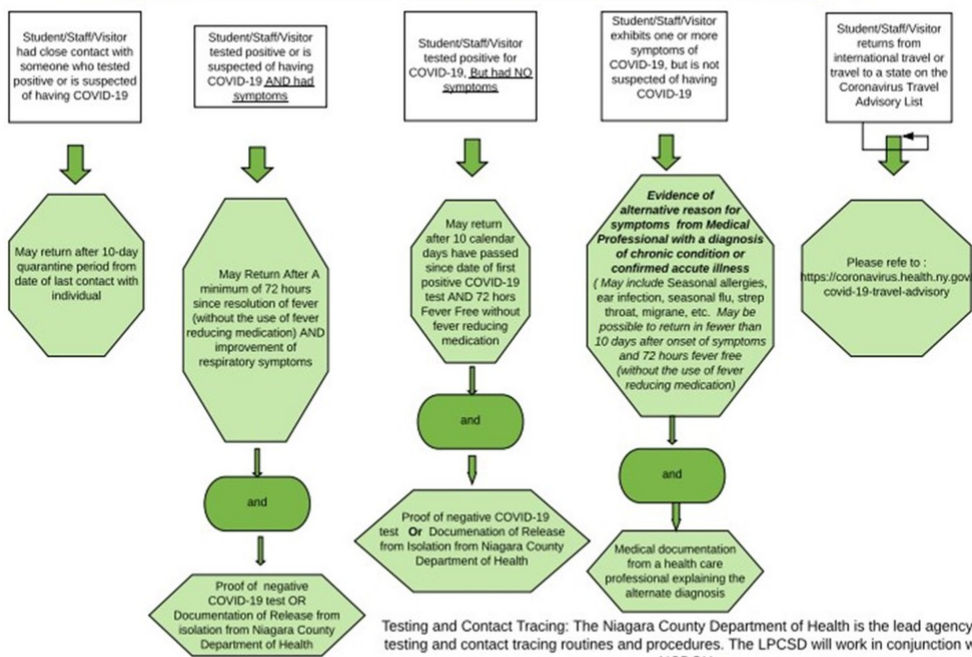 Student/Staff/Visitor
had close contact with
someone who tested
positive or is suspected
of having COVID-19
May return after 10-day
quarantine period from
date of last contact with
individual
Student/Staff/Visitor
tested positive or is
suspected of having
COVID-19 AND had
symptoms
May Return After A
minimum of 72 hours
since resolution of fever
(without the use of fever
reducing medication) AND
improvement of
respiratory symptoms
and
Proof of negative
COVID-19 test OR
Documentation of Release from
isolation from Niagara County
Department of Health
Student/Staff/Visitor
tested positive for
COVID-19, But had NO
symptoms
May return
after 10 calendar
days have passed
since date of first
positive COVID-19
test AND 72 hors
Fever Free without
fever reducing
medication
and
Proof of negative COVID-19
test Or Documenation of Release
from Isolation from Niagara County
Department of Health
Student/Staff/Visitor
exhibits one or more
symptoms of
COVID-19, but is not
suspected of having
COVID-19
Evidence of
alternative reason for
symptoms from Medical
Professional with a diagnosis
of chronic condition or
confirmed accute illness
( May include Seasonal allergies,
ear infection, seasonal flu, strep
throat, migrane, etc. May be
possible to return in fewer than
10 days after onset of symptoms
and 72 hours fever free
(without the use of fever
reducing medication)
and
Medical documentation
from a health care
professional explaining the
alternate diagnosis
Student/Staff/Visitor
returns from
international travel or
travel to a state on the
Coronavirus Travel
Advisory List
Please refe to :
https://coronavirus.health.ny.gov/
covid-19-travel-advisory
Testing and Contact Tracing: The Niagara County Department of Health is the lead agency
testing and contact tracing routines and procedures. The LPCSD will work in conjunction